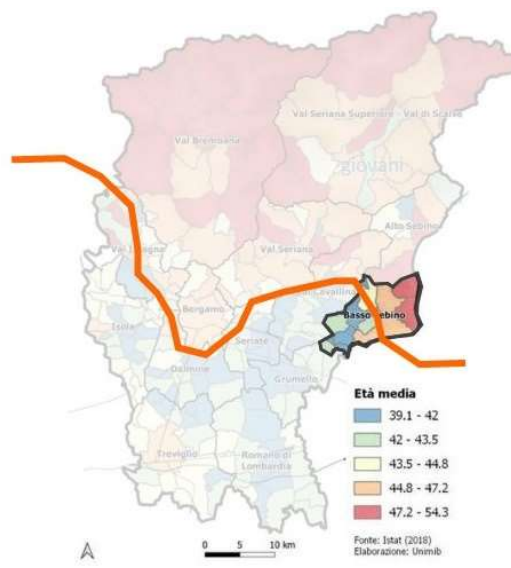 Val Seriana Superiore - Val di Scalve
Val Brembana
giovani
Alto Sebino
Val Imagna
Val Seriana
Val Cavallina
Bergamo
Basso Sebino
Isola
Seriate
Dalmine
Grumello
Treviglio
Romano di
Lombardia
Età media
39.1 - 42
42 - 43.5
43.5 - 44.8
44.8 - 47.2
47.2 - 54.3
Fonte: Istat (2018)
Elaborazione: Unimib
0 5 10 km